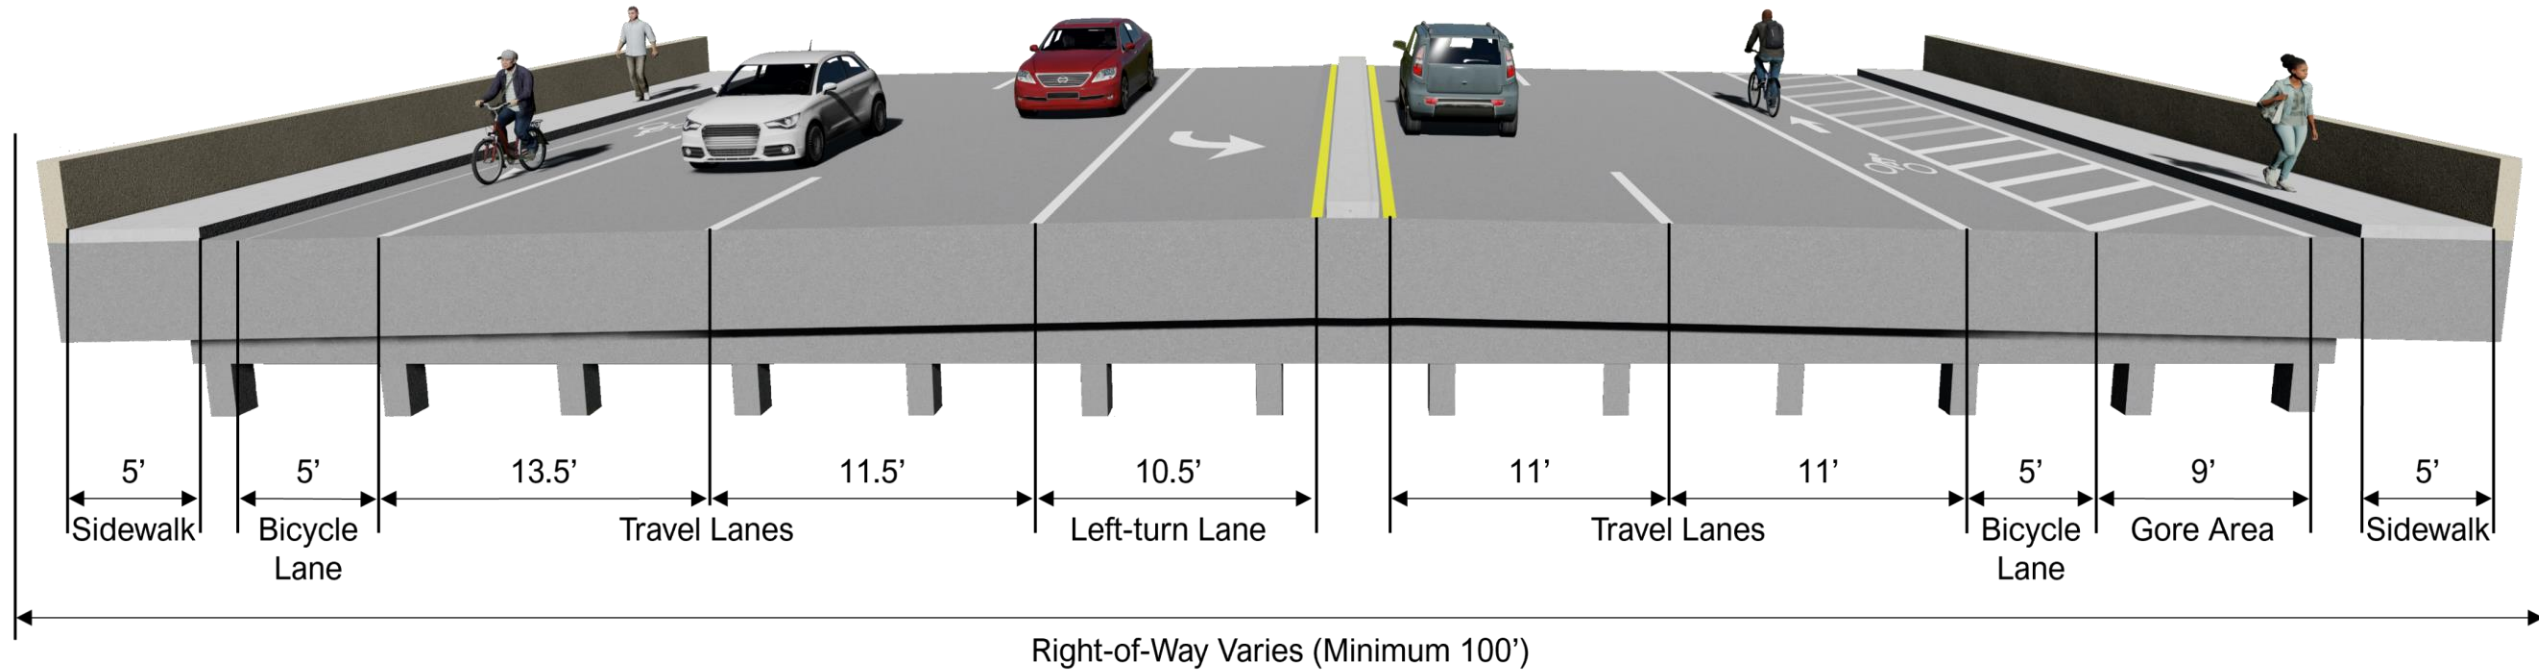 5’ 5’ 13.5’ 11.5’ 10.5’ 11’ 11’ 5’ 9’ 5’
Sidewalk Bicycle Travel Lanes Left-turn Lane Travel Lanes Bicycle Gore Area Sidewalk
Lane Lane
Right-of-Way Varies (Minimum 100’)